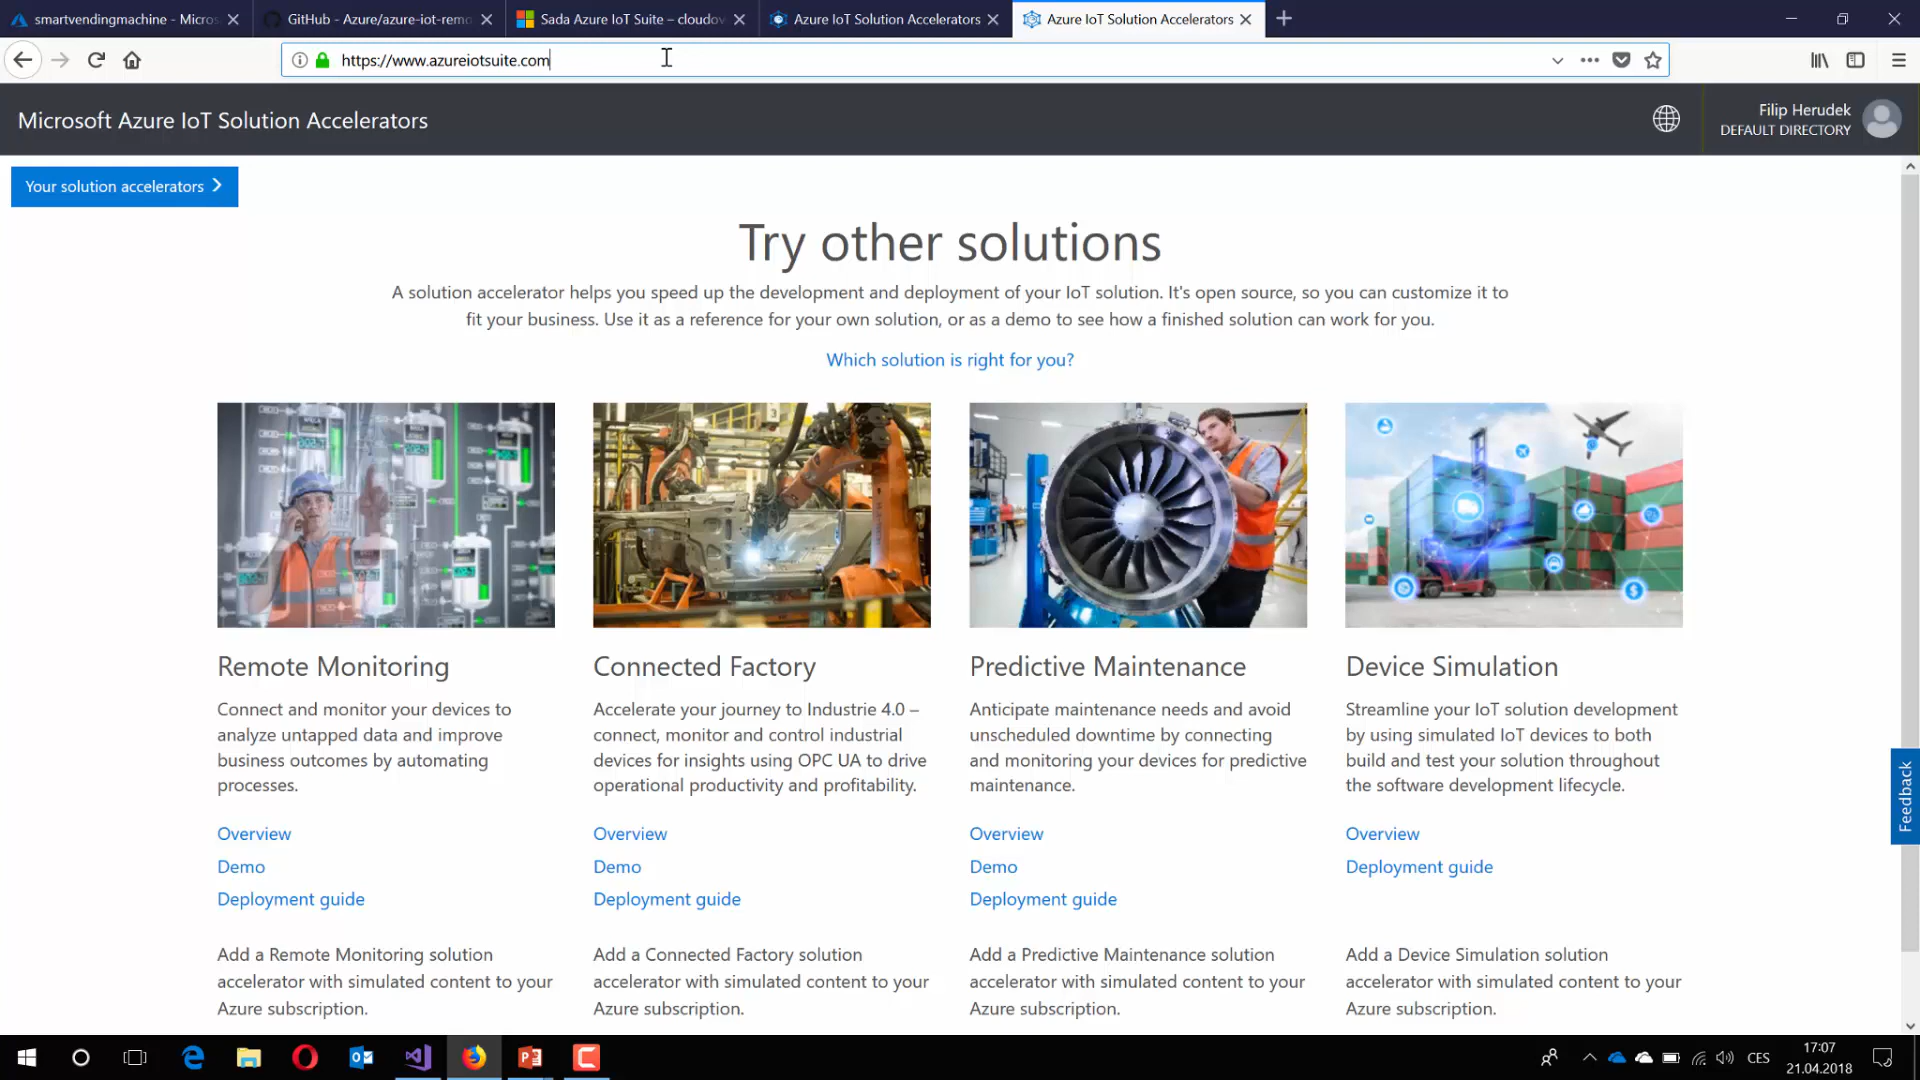 smartvendingmachine - Micros
GitHub - Azure/azure-iot-remo
Sada Azure IoT Suite – cloudov
Azure IoT Solution Accelerators
Azure IoT Solution Accelerators
https://www.azureiotsuite.com
Microsoft Azure IoT Solution Accelerators
Filip Herudek
DEFAULT DIRECTORY
Your solution accelerators
Try other solutions
A solution accelerator helps you speed up the development and deployment of your IoT solution. It's open source, so you can customize it to
fit your business. Use it as a reference for your own solution, or as a demo to see how a finished solution can work for you.
Which solution is right for you?
Remote Monitoring
Connect and monitor your devices to
analyze untapped data and improve
business outcomes by automating
processes.
Overview
Demo
Deployment guide
Add a Remote Monitoring solution
accelerator with simulated content to your
Azure subscription.
Connected Factory
Accelerate your journey to Industrie 4.0 –
connect, monitor and control industrial
devices for insights using OPC UA to drive
operational productivity and profitability.
Overview
Demo
Deployment guide
Add a Connected Factory solution
accelerator with simulated content to your
Azure subscription.
Predictive Maintenance
Anticipate maintenance needs and avoid
unscheduled downtime by connecting
and monitoring your devices for predictive
maintenance.
Overview
Demo
Deployment guide
Add a Predictive Maintenance solution
accelerator with simulated content to your
Azure subscription.
Device Simulation
Streamline your IoT solution development
by using simulated IoT devices to both
build and test your solution throughout
the software development lifecycle.
Overview
Deployment guide
Add a Device Simulation solution
accelerator with simulated content to your
Azure subscription.
Feedback
CES
17:07
21.04.2018